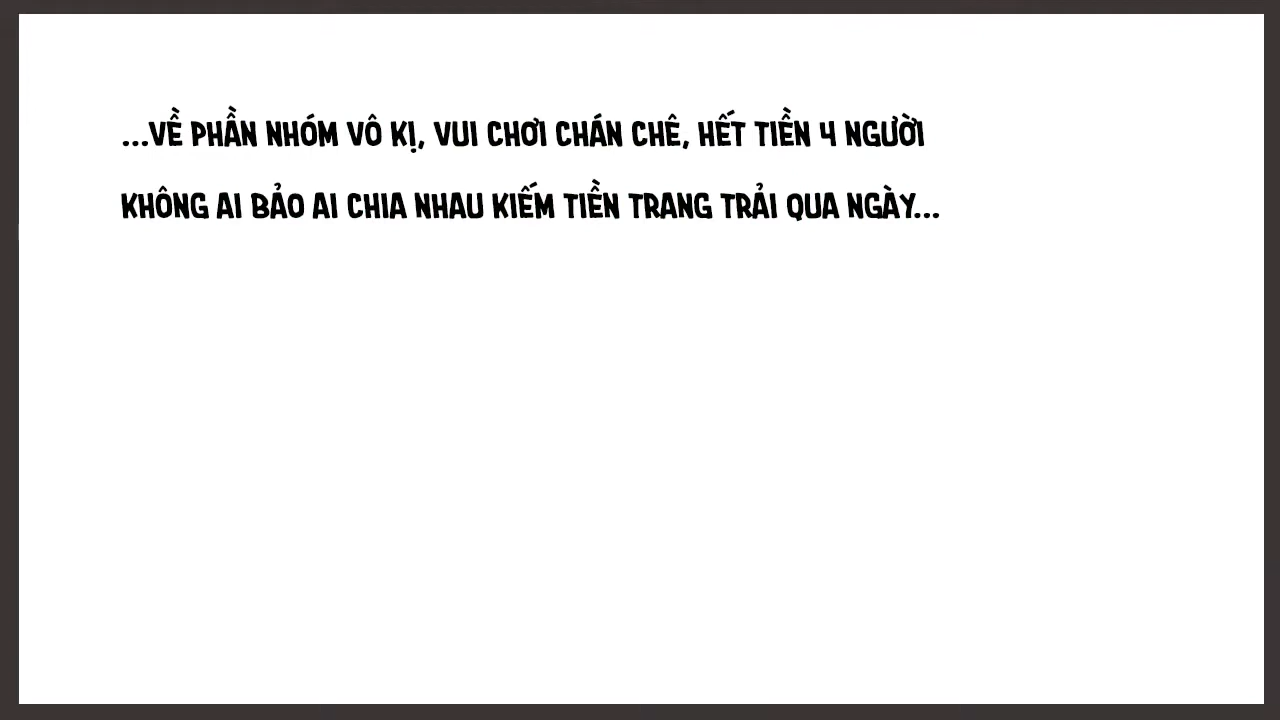 ...VỀ PHẦN NHÓM VÔ KỊ, VUI CHƠI CHÁN CHÊ, HẾT TIỀN 4 NGƯỜI
KHÔNG AI BẢO AI CHIA NHAU KIẾM TIỀN TRANG TRẢI QUA NGÀY...